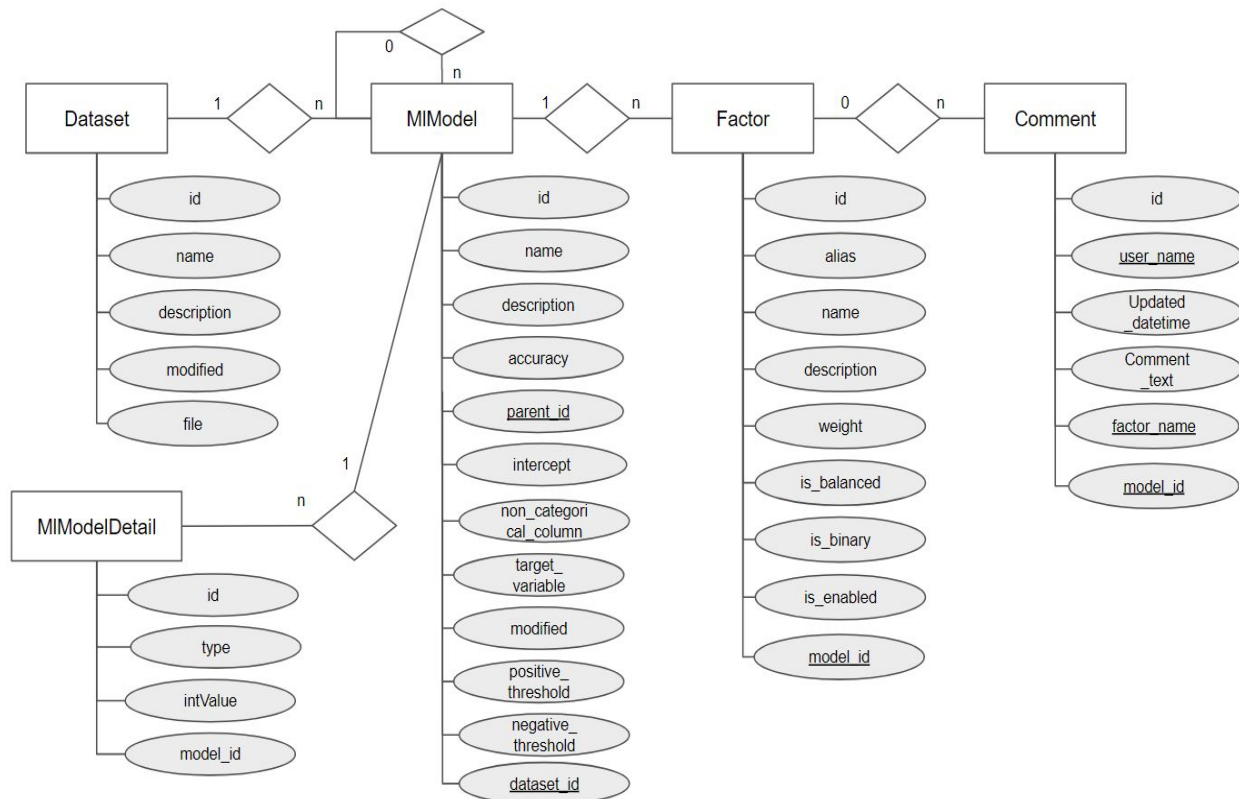 0
n
Dataset
1
n
MlModel
1
n
Factor
0
n
Comment
id
name
description
modified
file
id
name
description
accuracy
parent_id
intercept
non_categori
cal_column
target_
variable
modified
positive_
threshold
negative_
threshold
dataset_id
id
alias
name
description
weight
is_balanced
is_binary
is_enabled
model_id
id
user_name
Updated
_datetime
Comment
_text
factor_name
model_id
1
n
MlModelDetail
id
type
intValue
model_id